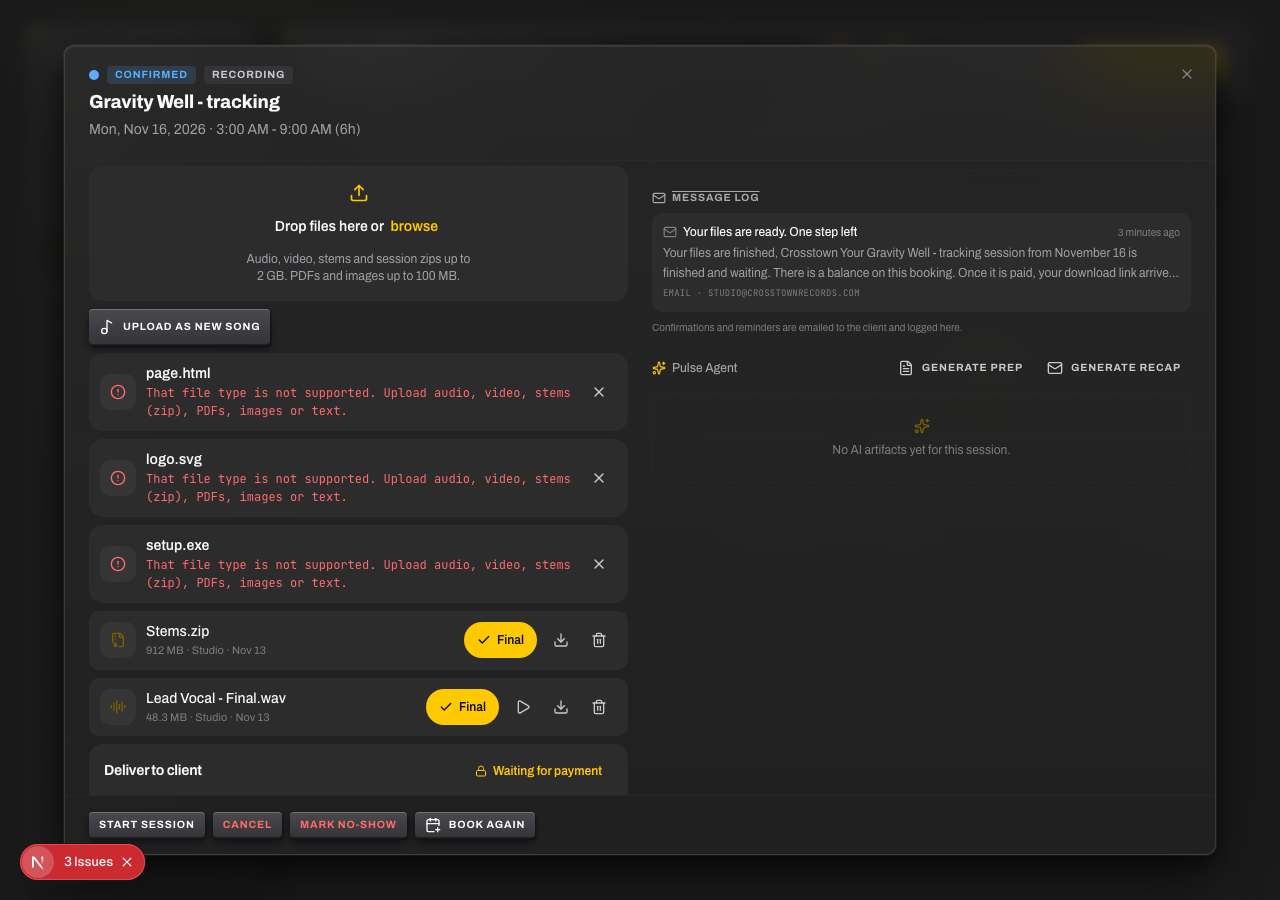 CONFIRMED RECORDING
Gravity Well - tracking
Mon, Nov 16, 2026 · 3:00 AM - 9:00 AM (6h)
Drop files here or browse
Audio, video, stems and session zips up to
2 GB. PDFs and images up to 100 MB.
UPLOAD AS NEW SONG
page.html
That file type is not supported. Upload audio, video, stems
(zip), PDFs, images or text.
logo.svg
That file type is not supported. Upload audio, video, stems
(zip), PDFs, images or text.
setup.exe
That file type is not supported. Upload audio, video, stems
(zip), PDFs, images or text.
Stems.zip
912 MB · Studio · Nov 13
Final
Lead Vocal - Final.wav
48.3 MB · Studio · Nov 13
Final
Deliver to client
Waiting for payment
MESSAGE LOG
Your files are ready. One step left
3 minutes ago
Your files are finished, Crosstown Your Gravity Well - tracking session from November 16 is
finished and waiting. There is a balance on this booking. Once it is paid, your download link arrive...
EMAIL · STUDIO@CROSSTOWNRECORDS.COM
Confirmations and reminders are emailed to the client and logged here.
Pulse Agent
GENERATE PREP
GENERATE RECAP
No AI artifacts yet for this session.
START SESSION
CANCEL
MARK NO-SHOW
BOOK AGAIN
N 3 Issues